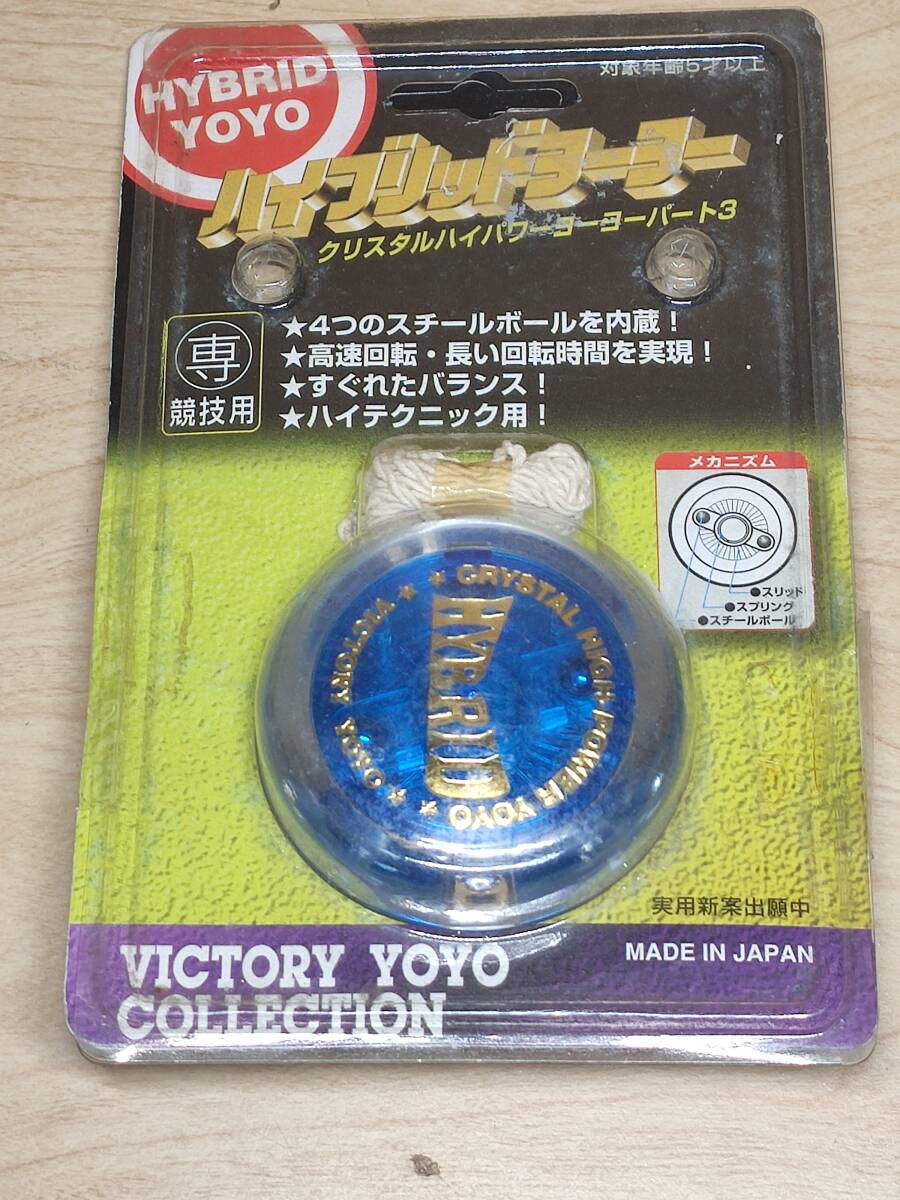 HYBRID
YOYO
対象年齢5才以上
ハイブリッドヨーヨー
クリスタルハイパワーヨーヨーパート3
専
競技用
★4つのスチールボールを内蔵！
★高速回転・長い回転時間を実現！
★すぐれたバランス！
★ハイテクニック用！
メカニズム
●スリット
●スプリング
●スチールボール
★ CRYSTAL HIGH-POWER YOYO ★
HYBRID
★ VICTORY YOYO ★
実用新案出願中
MADE IN JAPAN
VICTORY YOYO
COLLECTION